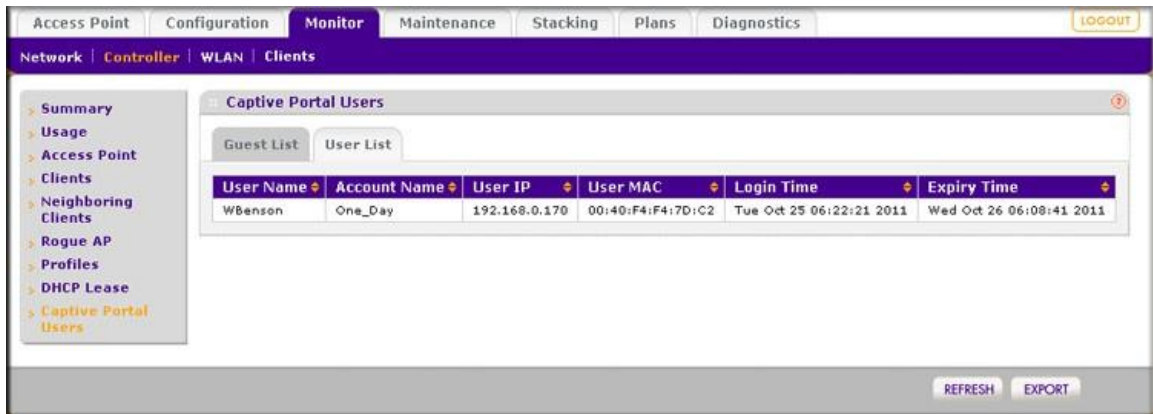 Access Point Configuration Monitor Maintenance Stacking Plans Diagnostics LOGOUT
Network Controller WLAN Clients
Summary
Usage
Access Point
Clients
Neighboring
Clients
Rogue AP
Profiles
DHCP Lease
Captive Portal
Users
Captive Portal Users ?
Guest List User List
User Name Account Name User IP User MAC Login Time Expiry Time
WBenson One_Day 192.168.0.170 00:40:F4:F4:7D:C2 Tue Oct 25 06:22:21 2011 Wed Oct 26 06:08:41 2011
REFRESH EXPORT